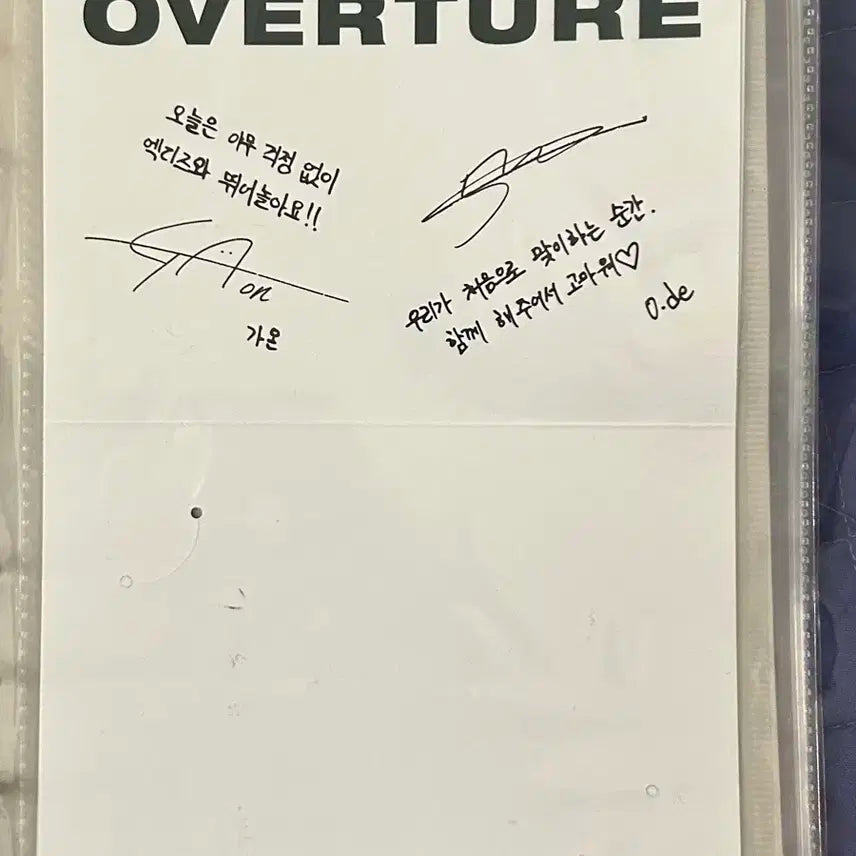 OVERTURE
오늘은 아무 걱정 없이
엑디즈와 뛰어놀아요!!
GAon
가온
우리가 처음으로 맞이하는 순간.
함께 해주어서 고마워♡
O.de